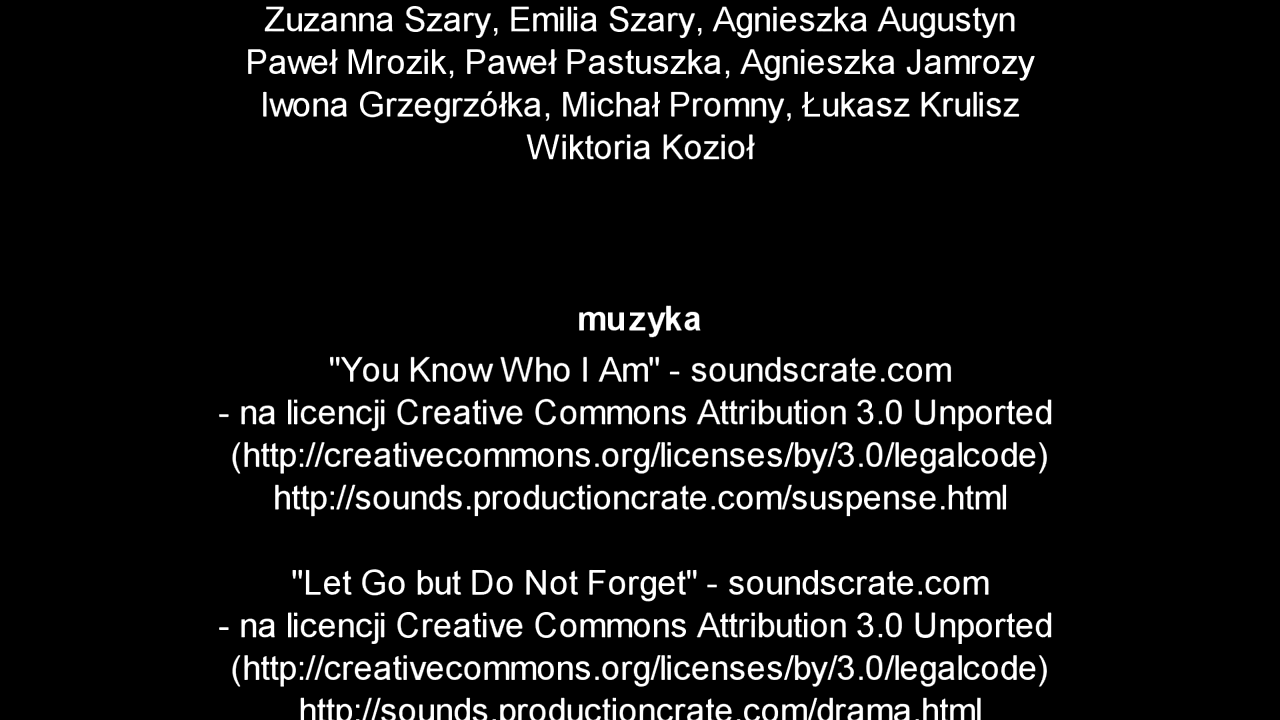 Zuzanna Szary, Emilia Szary, Agnieszka Augustyn
Paweł Mrozik, Paweł Pastuszka, Agnieszka Jamrozy
Iwona Grzegrzółka, Michał Promny, Łukasz Krulisz
Wiktoria Kozioł
muzyka
"You Know Who I Am" - soundscrate.com
- na licencji Creative Commons Attribution 3.0 Unported
(http://creativecommons.org/licenses/by/3.0/legalcode)
http://sounds.productioncrate.com/suspense.html
"Let Go but Do Not Forget" - soundscrate.com
- na licencji Creative Commons Attribution 3.0 Unported
(http://creativecommons.org/licenses/by/3.0/legalcode)
http://sounds.productioncrate.com/drama.html